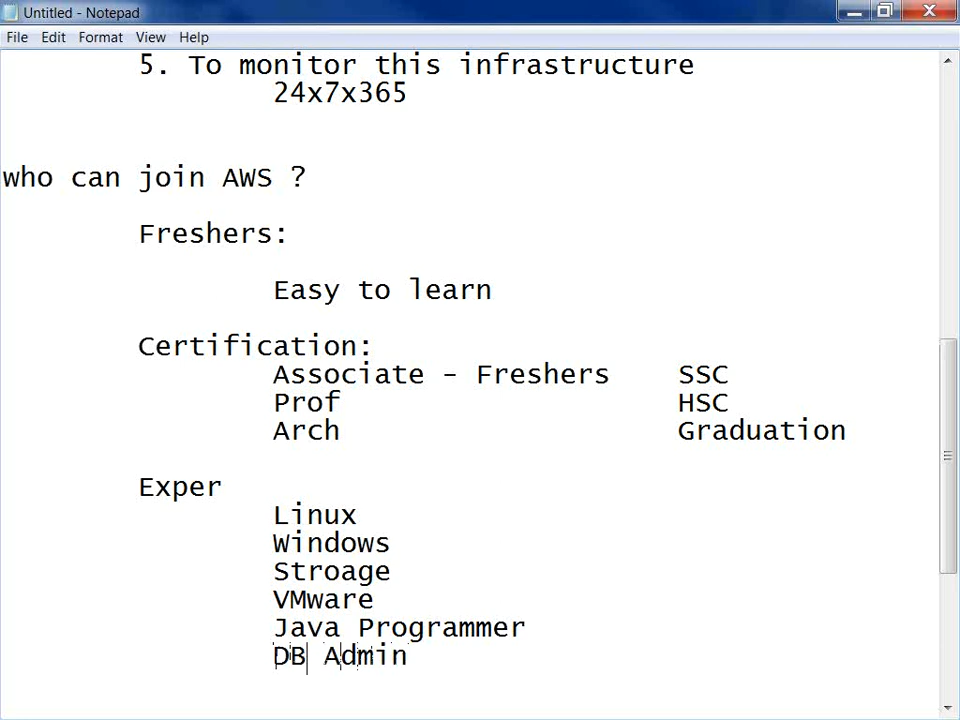 Untitled - Notepad
File Edit Format View Help
5. To monitor this infrastructure
24x7x365
who can join AWS ?
Freshers:
Easy to learn
Certification:
Associate - Freshers SSC
Prof HSC
Arch Graduation
Exper
Linux
Windows
Stroage
VMware
Java Programmer
DB Admin